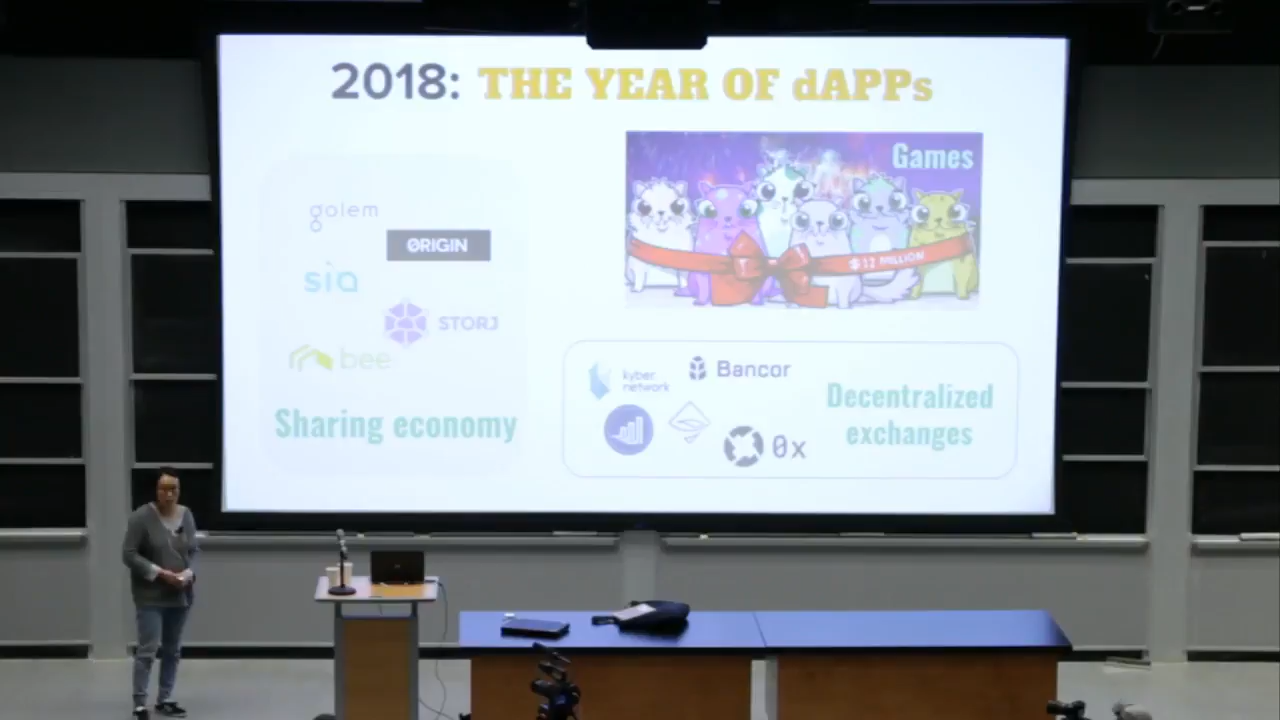 2018: THE YEAR OF dAPPs
golem
0RIGIN
sia
STORJ
bee
Sharing economy
Games
$12 MILLION
kyber
network
Bancor
0x
Decentralized
exchanges